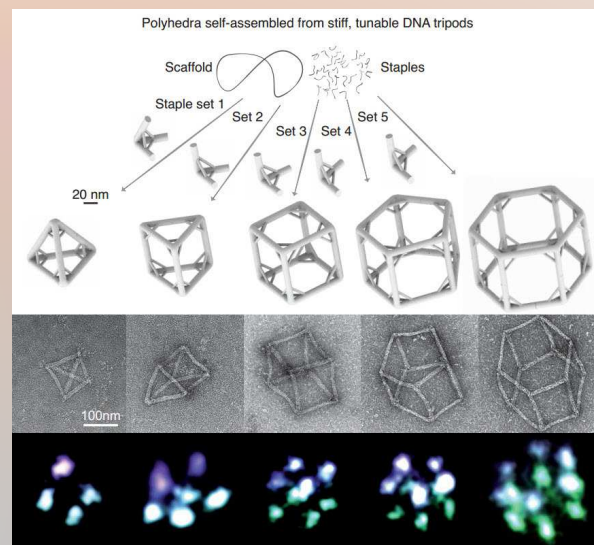 Polyhedra self-assembled from stiff, tunable DNA tripods
Scaffold
Staples
Staple set 1
Set 2
Set 3
Set 4
Set 5
20 nm
100nm